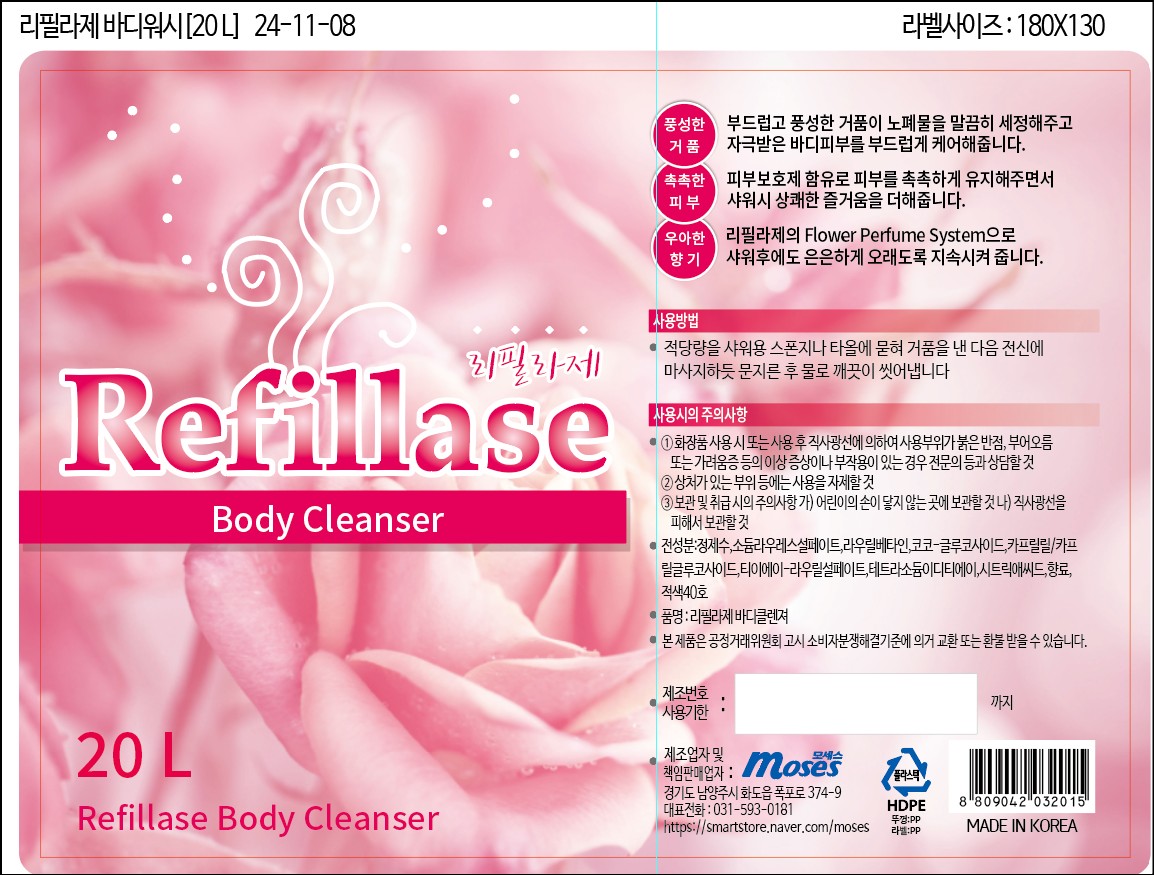 리필라제 바디워시 [20 L] 24-11-08
라벨사이즈 : 180X130
리필라제
Refillase
Body Cleanser
20 L
Refillase Body Cleanser
풍성한
거 품
부드럽고 풍성한 거품이 노폐물을 말끔히 세정해주고
자극받은 바디피부를 부드럽게 케어해줍니다.
촉촉한
피 부
피부보호제 함유로 피부를 촉촉하게 유지해주면서
샤워시 상쾌한 즐거움을 더해줍니다.
우아한
향 기
리필라제의 Flower Perfume System으로
샤워후에도 은은하게 오래도록 지속시켜 줍니다.
사용방법
적당량을 샤워용 스폰지나 타올에 묻혀 거품을 낸 다음 전신에
마사지하듯 문지른 후 물로 깨끗이 씻어냅니다
사용시의 주의사항
① 화장품 사용 시 또는 사용 후 직사광선에 의하여 사용부위가 붉은 반점, 부어오름
또는 가려움증 등의 이상 증상이나 부작용이 있는 경우 전문의 등과 상담할 것
② 상처가 있는 부위 등에는 사용을 자제할 것
③ 보관 및 취급 시의 주의사항 가) 어린이의 손이 닿지 않는 곳에 보관할 것 나) 직사광선을
피해서 보관할 것
전성분:정제수,소듐라우레스설페이트,라우릴베타인,코코-글루코사이드,카프릴릴/카프
릴글루코사이드,티이에이-라우릴설페이트,테트라소듐이디티에이,시트릭애씨드,향료,
적색40호
품명 : 리필라제 바디클렌져
본 제품은 공정거래위원회 고시 소비자분쟁해결기준에 의거 교환 또는 환불 받을 수 있습니다.
제조번호
사용기한 : 까지
제조업자 및
책임판매업자 : 모세스 moses
경기도 남양주시 화도읍 폭포로 374-9
대표전화 : 031-593-0181
https://smartstore.naver.com/moses
플라스틱
HDPE
뚜껑:PP
라벨:PP
8 809042 032015
MADE IN KOREA